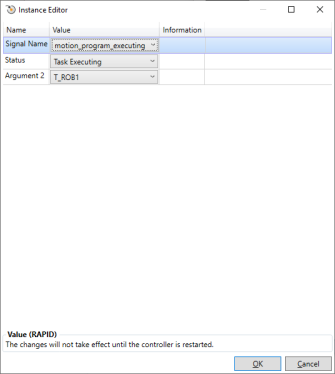 Instance Editor
Name Value Information
Signal Name motion_program_executing
Status Task Executing
Argument 2 T_ROB1
Value (RAPID)
The changes will not take effect until the controller is restarted.
OK Cancel